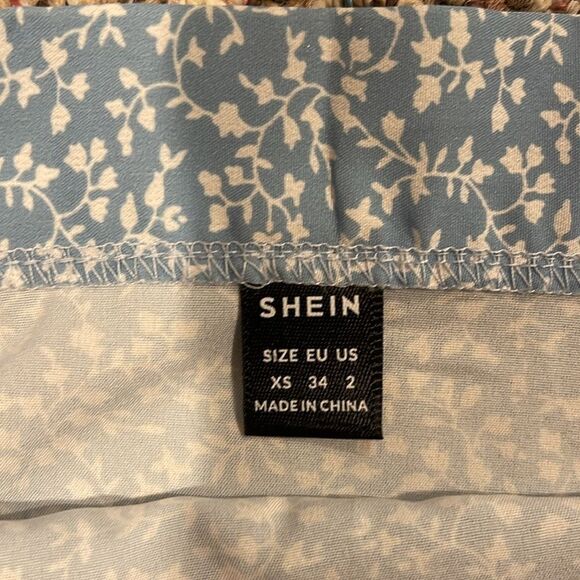 SHEIN
SIZE EU US
XS 34 2
MADE IN CHINA